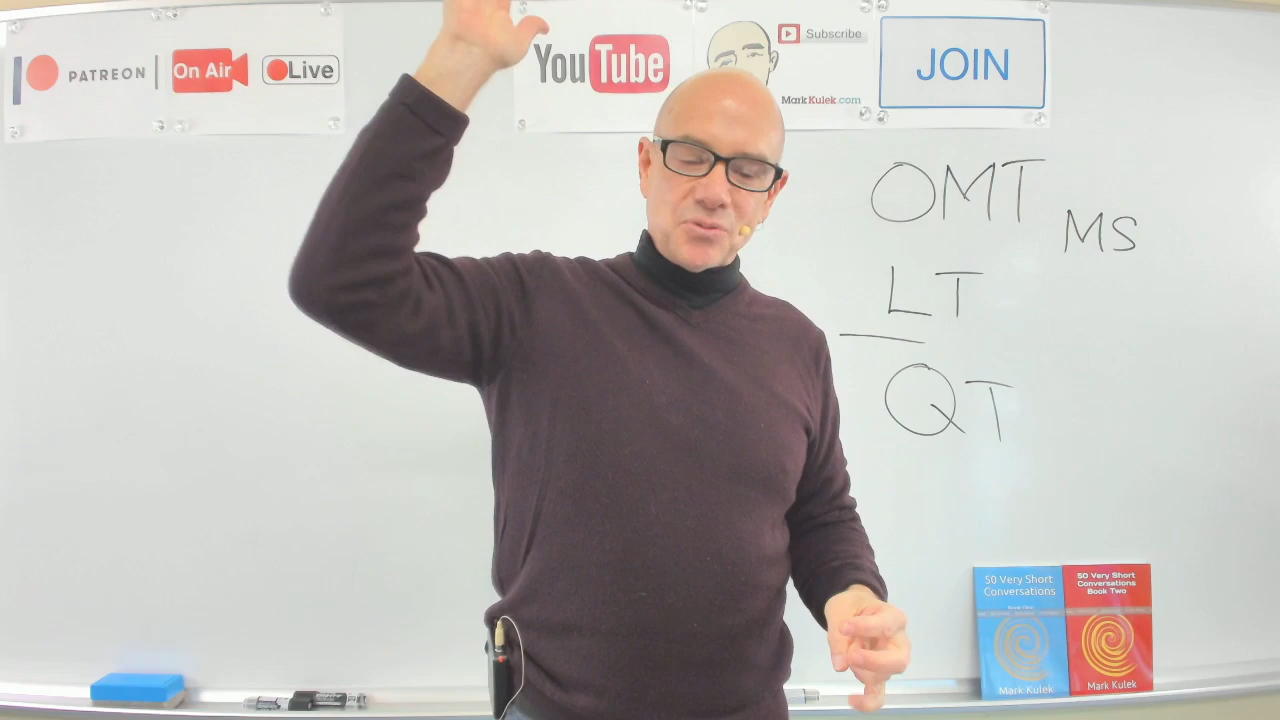 PATREON
On Air
Live
YouTube
Subscribe
MarkKulek.com
JOIN
OMT
MS
LT
QT
50 Very Short
Conversations
Mark Kulek
50 Very Short
Conversations
Book Two
Mark Kulek